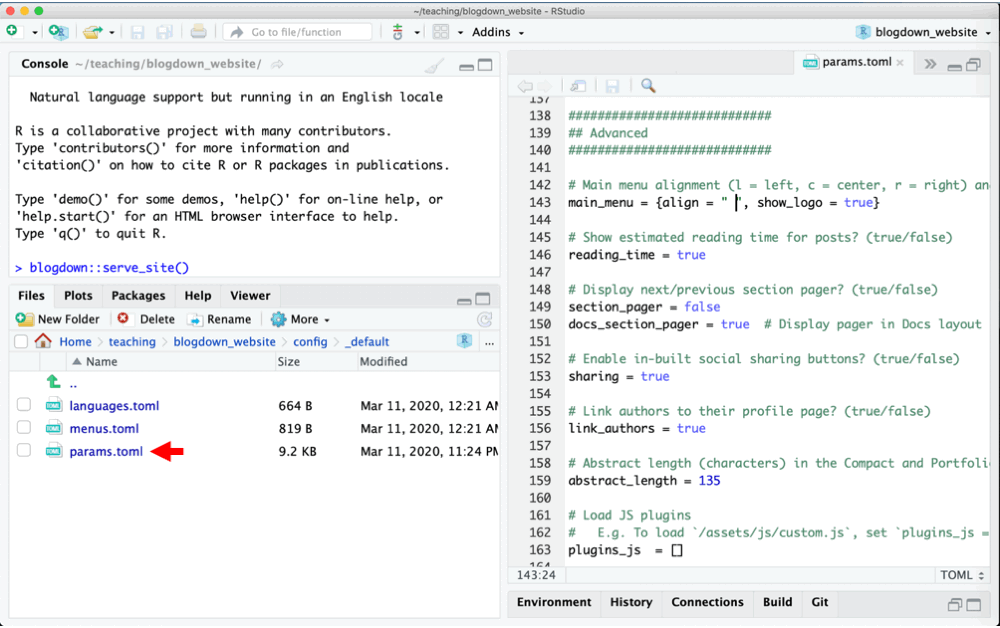 ~/teaching/blogdown_website - RStudio
Go to file/function
Addins
blogdown_website
Console ~/teaching/blogdown_website/
Natural language support but running in an English locale
R is a collaborative project with many contributors.
Type 'contributors()' for more information and
'citation()' on how to cite R or R packages in publications.
Type 'demo()' for some demos, 'help()' for on-line help, or
'help.start()' for an HTML browser interface to help.
Type 'q()' to quit R.
> blogdown::serve_site()
Files Plots Packages Help Viewer
New Folder Delete Rename More
Home > teaching > blogdown_website > config > _default ...
Name Size Modified
..
languages.toml 664 B Mar 11, 2020, 12:21 AM
menus.toml 819 B Mar 11, 2020, 12:21 AM
params.toml 9.2 KB Mar 11, 2020, 11:24 PM
params.toml
137
138 ############################
139 ## Advanced
140 ############################
141
142 # Main menu alignment (l = left, c = center, r = right) an
143 main_menu = {align = " ", show_logo = true}
144
145 # Show estimated reading time for posts? (true/false)
146 reading_time = true
147
148 # Display next/previous section pager? (true/false)
149 section_pager = false
150 docs_section_pager = true  # Display pager in Docs layout
151
152 # Enable in-built social sharing buttons? (true/false)
153 sharing = true
154
155 # Link authors to their profile page? (true/false)
156 link_authors = true
157
158 # Abstract length (characters) in the Compact and Portfoli
159 abstract_length = 135
160
161 # Load JS plugins
162 #   E.g. To load `/assets/js/custom.js`, set `plugins_js =
163 plugins_js  = []
164
143:24 TOML
Environment History Connections Build Git